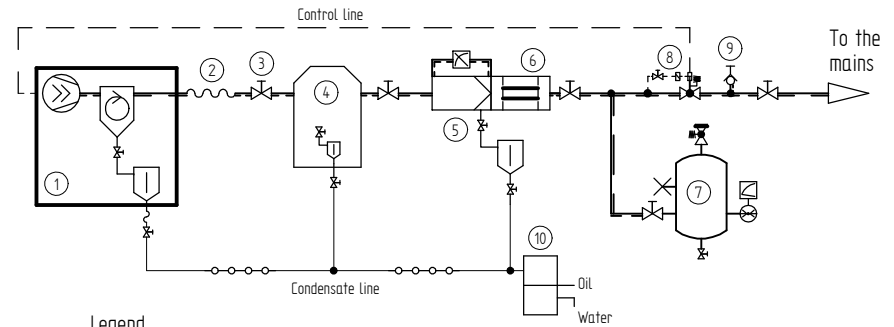 Control line
To the
mains
1
2
3
4
5
6
7
8
9
10
Oil
Water
Condensate line